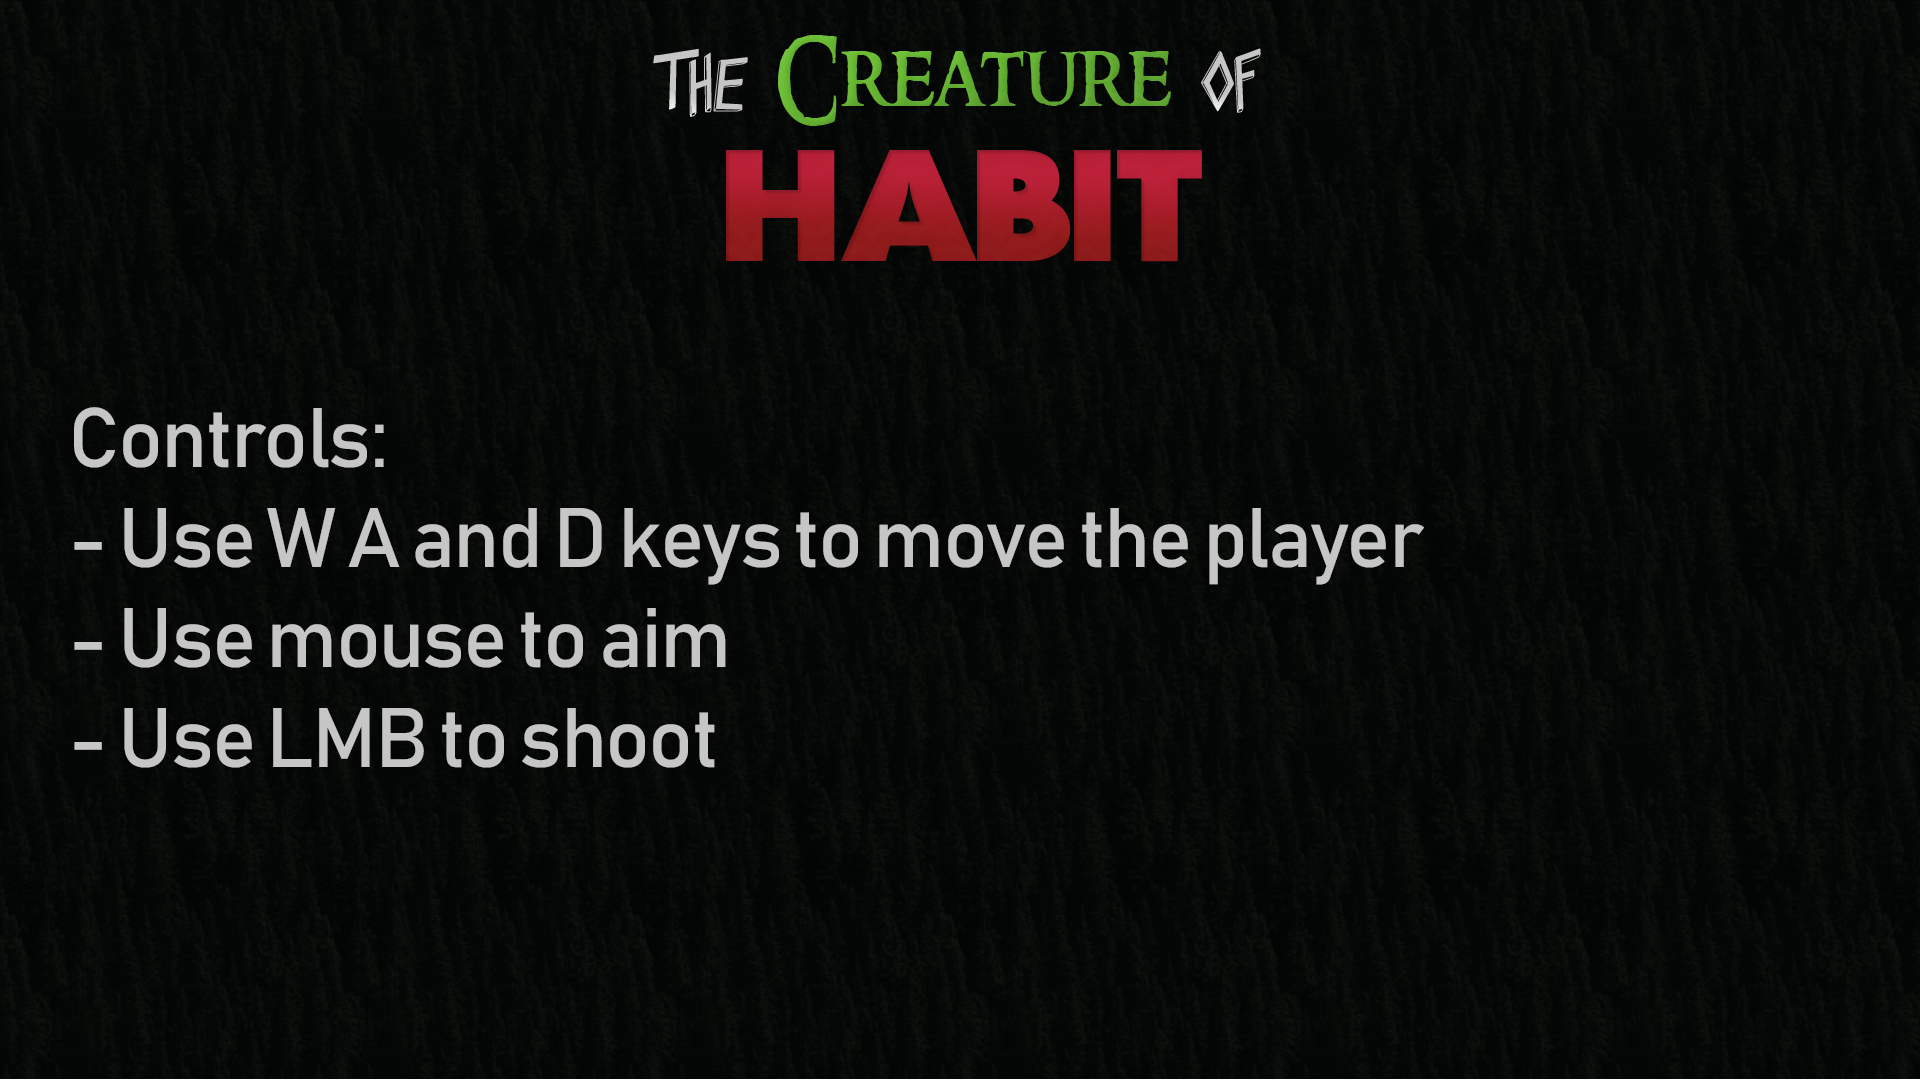 THE CREATURE OF
HABIT
Controls:
- Use W A and D keys to move the player
- Use mouse to aim
- Use LMB to shoot